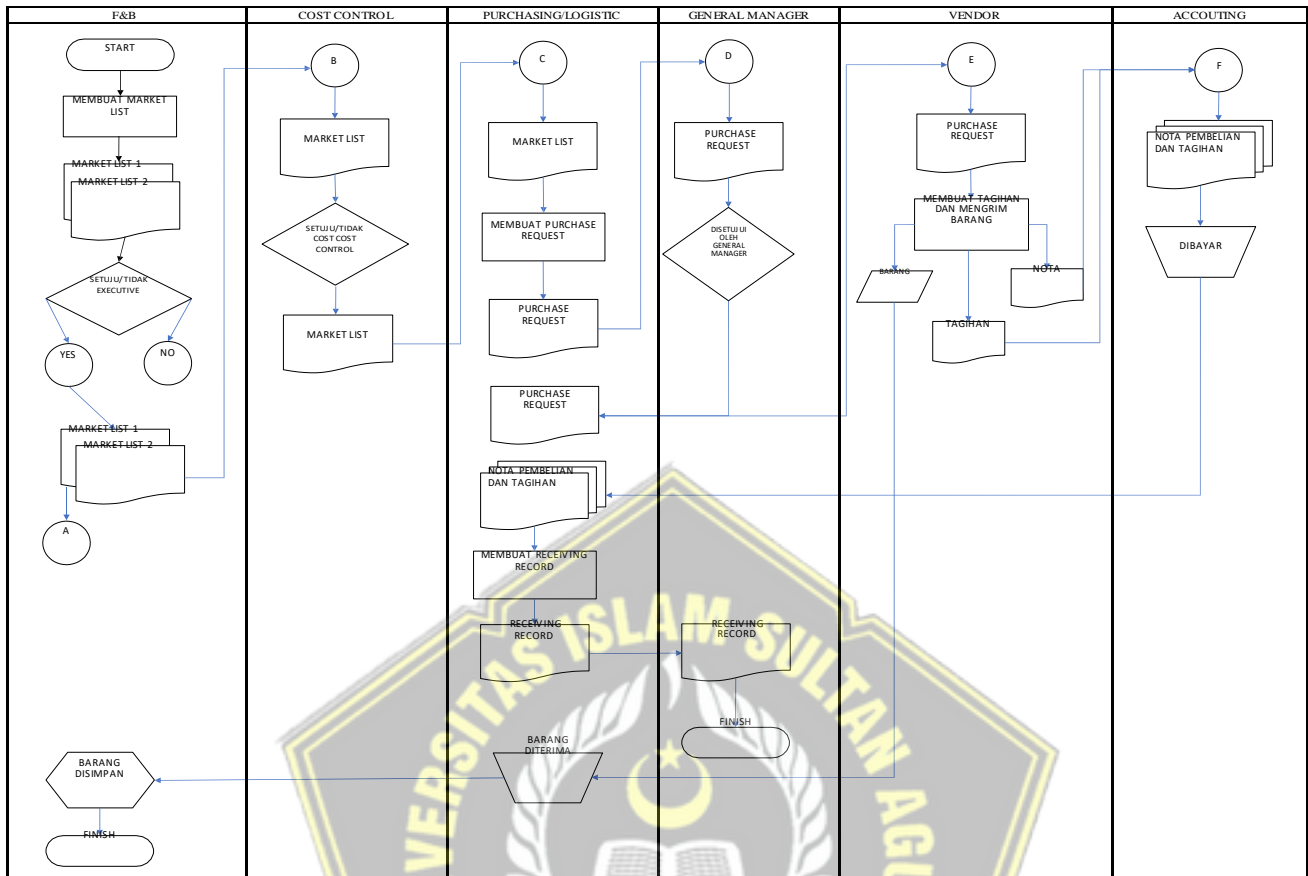 F&B
COST CONTROL
PURCHASING/LOGISTIC
GENERAL MANAGER
VENDOR
ACCOUTING
START
MEMBUAT MARKET
LIST
MARKET LIST 1
MARKET LIST 2
SETUJU/TIDAK
EXECUTIVE
YES
NO
MARKET LIST 1
MARKET LIST 2
A
BARANG
DISIMPAN
FINISH
B
MARKET LIST
SETUJU/TIDAK
COST COST
CONTROL
MARKET LIST
C
MARKET LIST
MEMBUAT PURCHASE
REQUEST
PURCHASE
REQUEST
PURCHASE
REQUEST
NOTA PEMBELIAN
DAN TAGIHAN
MEMBUAT RECEIVING
RECORD
RECEIVING
RECORD
BARANG
DITERIMA
D
PURCHASE
REQUEST
DISETUJUI
OLEH
GENERAL
MANAGER
RECEIVING
RECORD
FINISH
E
PURCHASE
REQUEST
MEMBUAT TAGIHAN
DAN MENGRIM
BARANG
BARANG
NOTA
TAGIHAN
F
NOTA PEMBELIAN
DAN TAGIHAN
DIBAYAR
VERSITAS ISLAM SULTAN AGU